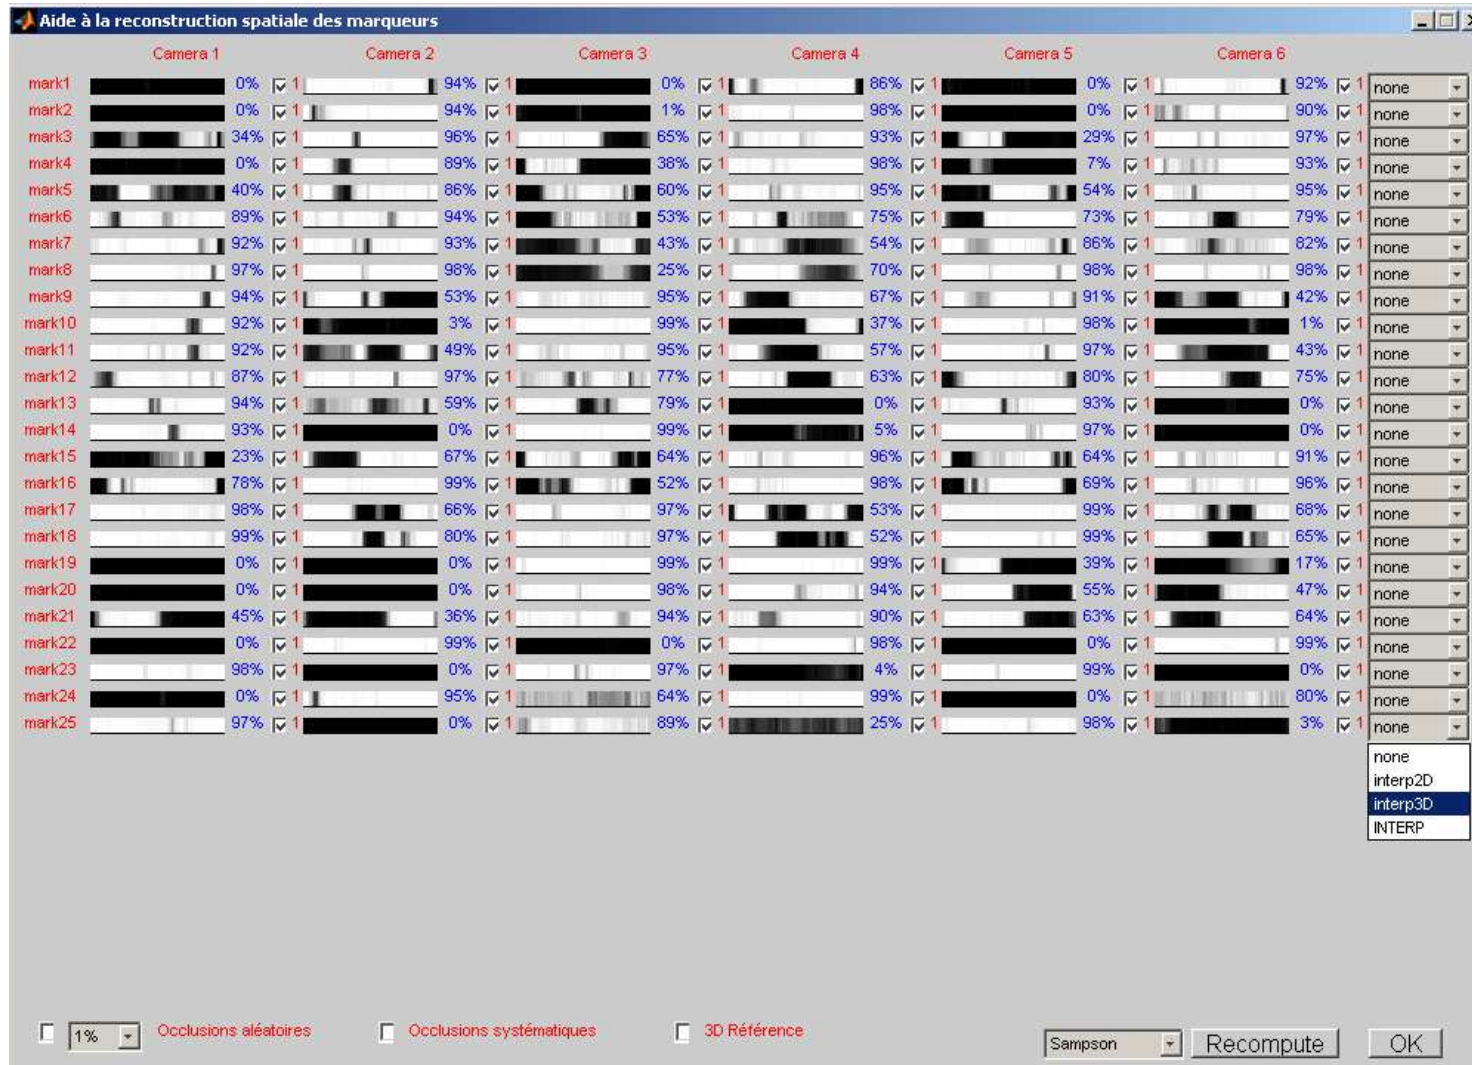 Aide à la reconstruction spatiale des marqueurs
Camera 1 Camera 2 Camera 3 Camera 4 Camera 5 Camera 6
mark1 0% 1 94% 1 0% 1 86% 1 0% 1 92% 1 none
mark2 0% 1 94% 1 1% 1 98% 1 0% 1 90% 1 none
mark3 34% 1 96% 1 65% 1 93% 1 29% 1 97% 1 none
mark4 0% 1 89% 1 38% 1 98% 1 7% 1 93% 1 none
mark5 40% 1 86% 1 60% 1 95% 1 54% 1 95% 1 none
mark6 89% 1 94% 1 53% 1 75% 1 73% 1 79% 1 none
mark7 92% 1 93% 1 43% 1 54% 1 86% 1 82% 1 none
mark8 97% 1 98% 1 25% 1 70% 1 98% 1 98% 1 none
mark9 94% 1 53% 1 95% 1 67% 1 91% 1 42% 1 none
mark10 92% 1 3% 1 99% 1 37% 1 98% 1 1% 1 none
mark11 92% 1 49% 1 95% 1 57% 1 97% 1 43% 1 none
mark12 87% 1 97% 1 77% 1 63% 1 80% 1 75% 1 none
mark13 94% 1 59% 1 79% 1 0% 1 93% 1 0% 1 none
mark14 93% 1 0% 1 99% 1 5% 1 97% 1 0% 1 none
mark15 23% 1 67% 1 64% 1 96% 1 64% 1 91% 1 none
mark16 78% 1 99% 1 52% 1 98% 1 69% 1 96% 1 none
mark17 98% 1 66% 1 97% 1 53% 1 99% 1 68% 1 none
mark18 99% 1 80% 1 97% 1 52% 1 99% 1 65% 1 none
mark19 0% 1 0% 1 99% 1 99% 1 39% 1 17% 1 none
mark20 0% 1 0% 1 98% 1 94% 1 55% 1 47% 1 none
mark21 45% 1 36% 1 94% 1 90% 1 63% 1 64% 1 none
mark22 0% 1 99% 1 0% 1 98% 1 0% 1 99% 1 none
mark23 98% 1 0% 1 97% 1 4% 1 99% 1 0% 1 none
mark24 0% 1 95% 1 64% 1 99% 1 0% 1 80% 1 none
mark25 97% 1 0% 1 89% 1 25% 1 98% 1 3% 1 none
none
interp2D
interp3D
INTERP
1% Occlusions aléatoires Occlusions systématiques 3D Référence Sampson Recompute OK